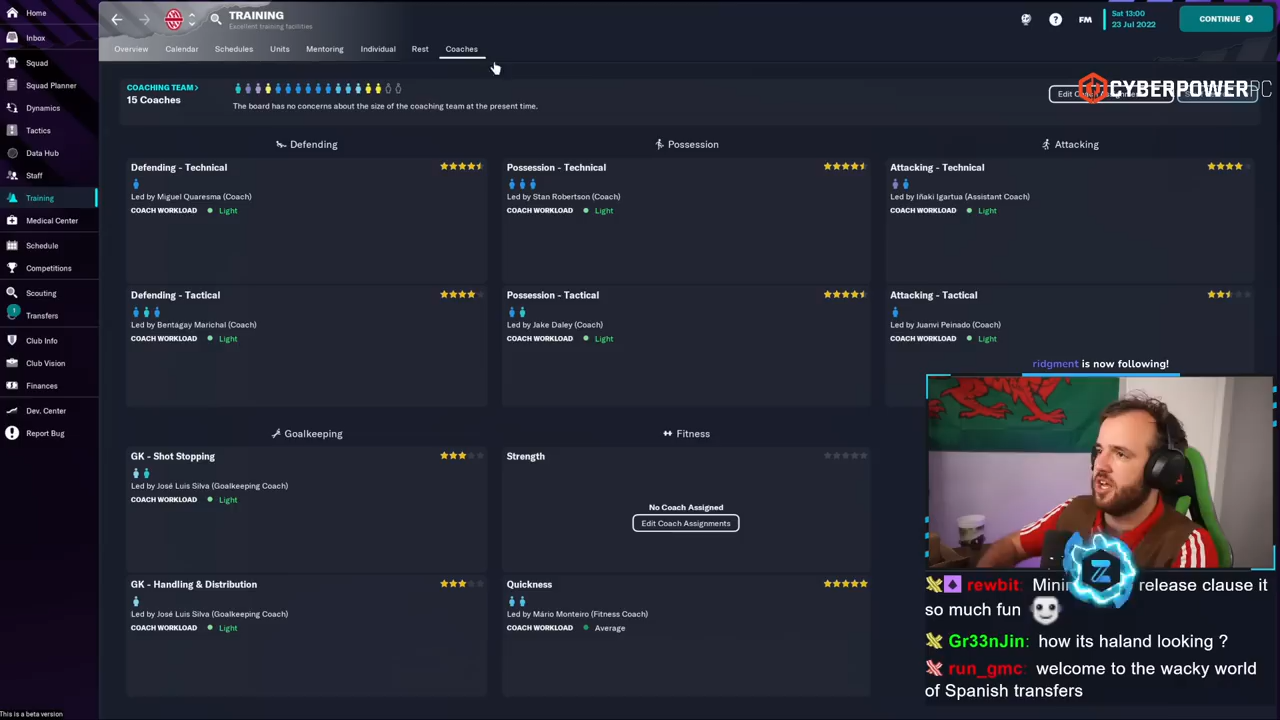 Home
Inbox
Squad
Squad Planner
Dynamics
Tactics
Data Hub
Staff
Training
Medical Center
Schedule
Competitions
Scouting
1
Transfers
Club Info
Club Vision
Finances
Dev. Center
Report Bug
This is a beta version
TRAINING
Excellent training facilities
?
FM
Sat 13:00
23 Jul 2022
CONTINUE
Overview
Calendar
Schedules
Units
Mentoring
Individual
Rest
Coaches
COACHING TEAM>
15 Coaches
The board has no concerns about the size of the coaching team at the present time.
CYBERPOWERPC
Defending
Possession
Attacking
Defending - Technical
Led by Miguel Quaresma (Coach)
COACH WORKLOAD Light
Possession - Technical
Led by Stan Robertson (Coach)
COACH WORKLOAD Light
Attacking - Technical
Led by Iñaki Igartua (Assistant Coach)
COACH WORKLOAD Light
Defending - Tactical
Led by Bentagay Marichal (Coach)
COACH WORKLOAD Light
Possession - Tactical
Led by Jake Daley (Coach)
COACH WORKLOAD Light
Attacking - Tactical
Led by Juanvi Peinado (Coach)
COACH WORKLOAD Light
Goalkeeping
Fitness
GK - Shot Stopping
Led by José Luis Silva (Goalkeeping Coach)
COACH WORKLOAD Light
Strength
No Coach Assigned
Edit Coach Assignments
GK - Handling & Distribution
Led by José Luis Silva (Goalkeeping Coach)
COACH WORKLOAD Light
Quickness
Led by Mário Monteiro (Fitness Coach)
COACH WORKLOAD Average
ridgment is now following!
rewbit: release clause it
so much fun
Gr33nJin: how its haland looking ?
run_gmc: welcome to the wacky world
of Spanish transfers